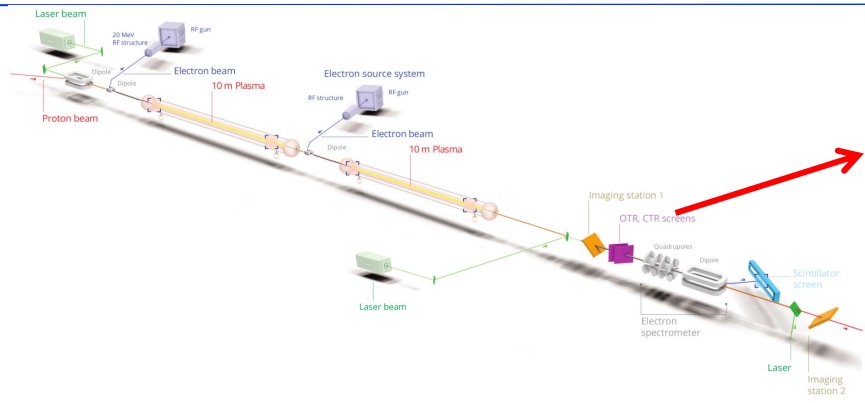 Laser beam
20 MeV
RF structure
RF gun
Dipole
Dipole
Electron beam
10 m Plasma
Proton beam
Electron source system
RF structure
RF gun
Electron beam
Dipole
10 m Plasma
Imaging station 1
OTR, CTR screens
Quadrupoles
Dipole
Scintillator
screen
Laser beam
Electron
spectrometer
Laser
Imaging
station 2